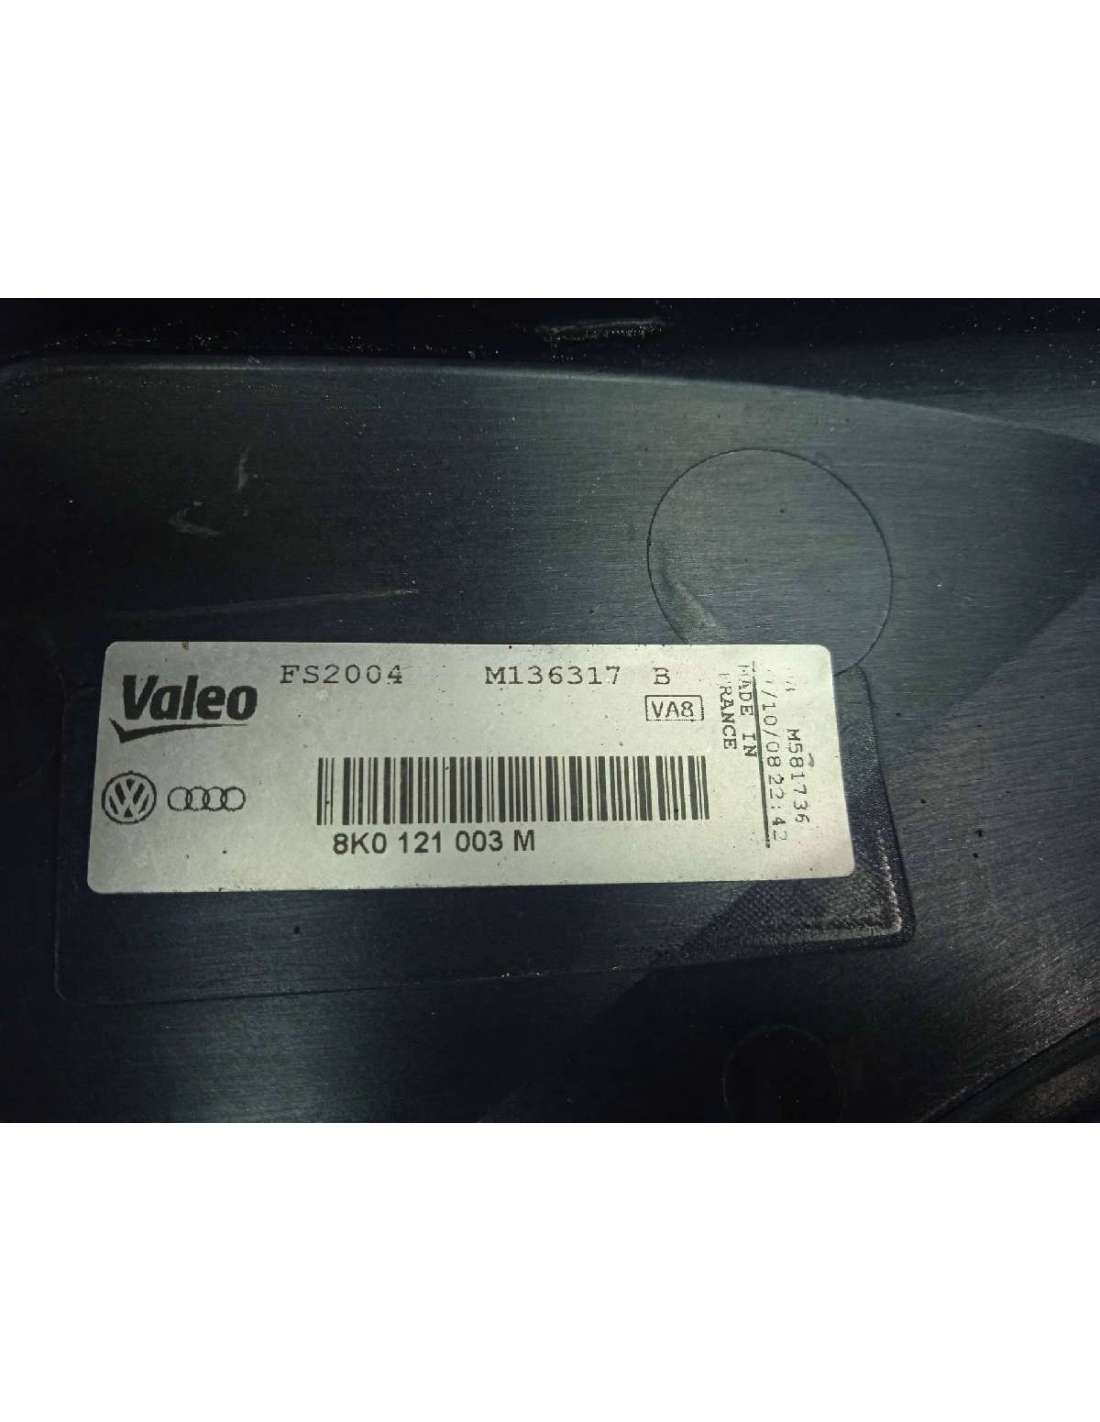 Valeo
FS2004 M136317 B
VA8
8K0 121 003 M
MADE IN
FRANCE
/10/08 22:42
M581736